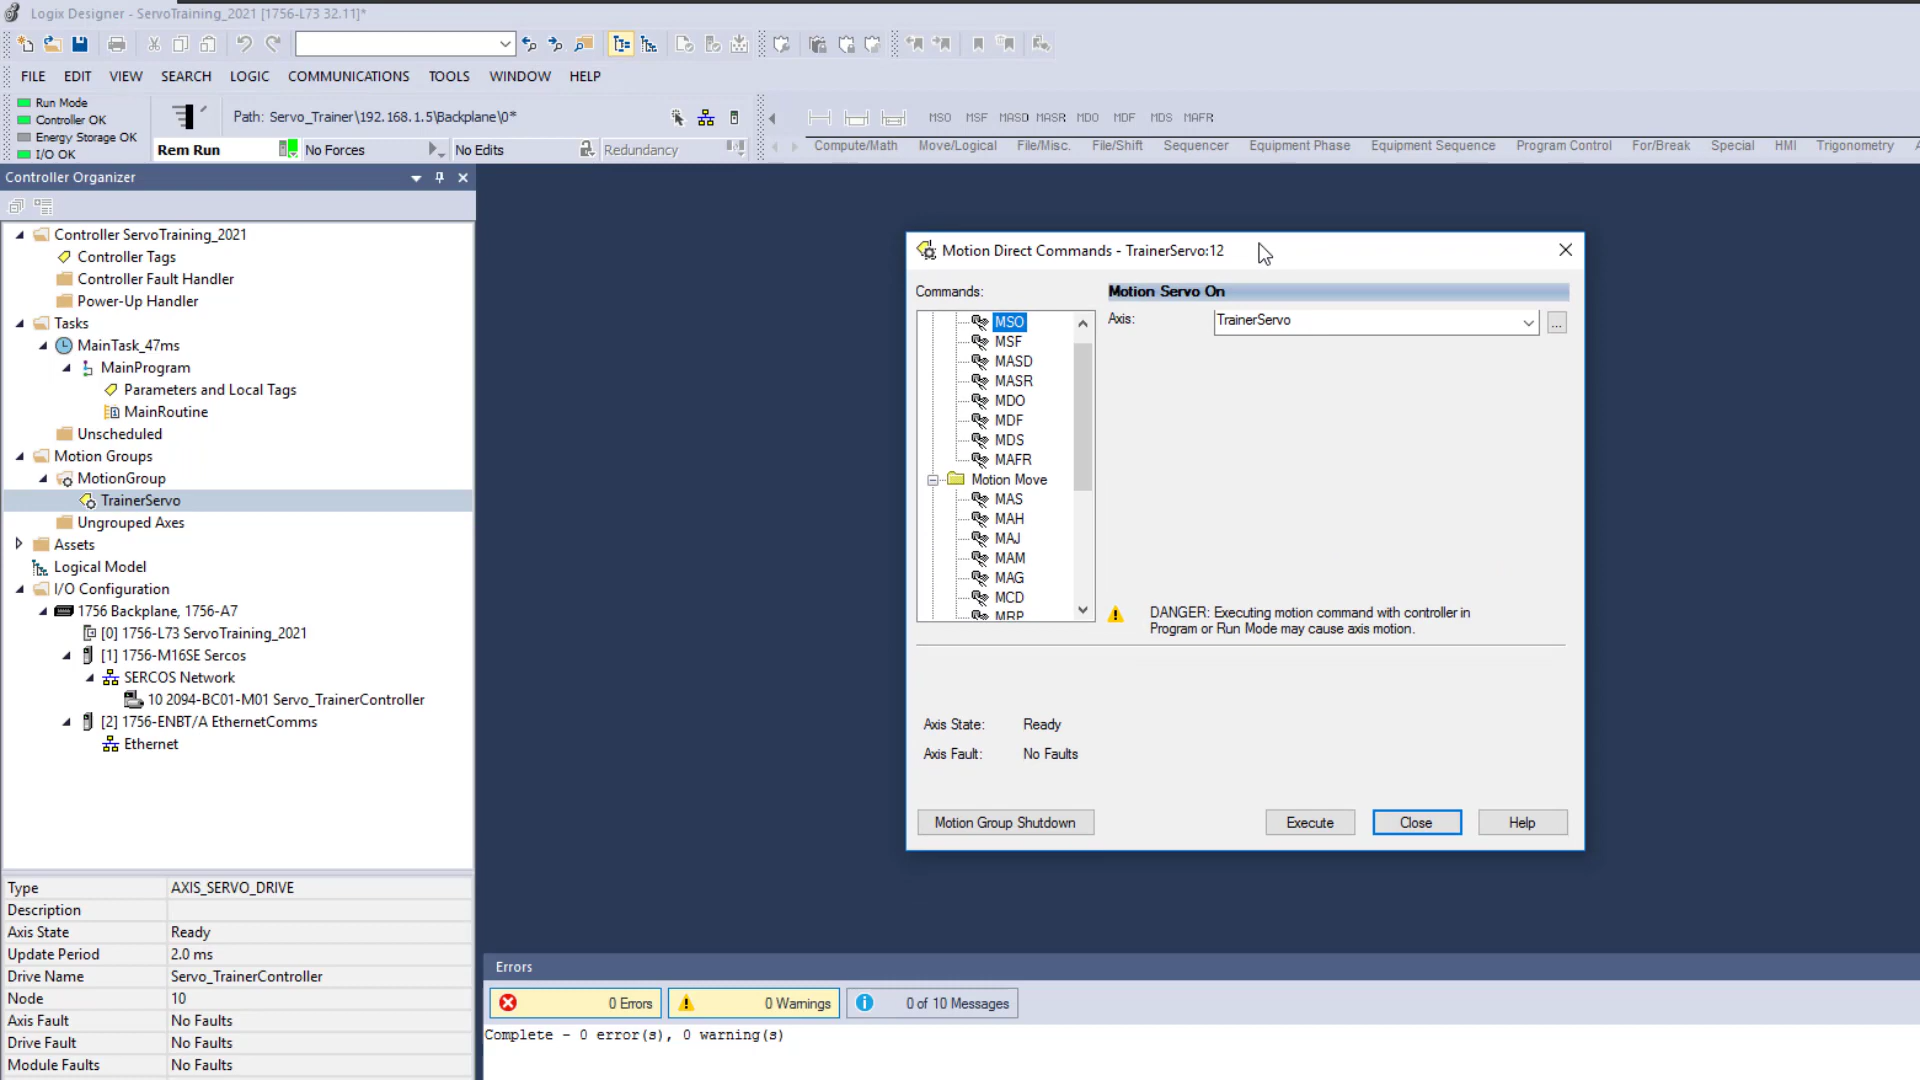 Logix Designer - ServoTraining_2021 [1756-L73 32.11]*
FILE EDIT VIEW SEARCH LOGIC COMMUNICATIONS TOOLS WINDOW HELP
Run Mode
Controller OK
Energy Storage OK
I/O OK
Path: Servo_Trainer\192.168.1.5\Backplane\0*
Rem Run No Forces No Edits Redundancy
MSO MSF MASD MASR MDO MDF MDS MAFR
Compute/Math Move/Logical File/Misc. File/Shift Sequencer Equipment Phase Equipment Sequence Program Control For/Break Special HMI Trigonometry
Controller Organizer
Controller ServoTraining_2021
Controller Tags
Controller Fault Handler
Power-Up Handler
Tasks
MainTask_47ms
MainProgram
Parameters and Local Tags
MainRoutine
Unscheduled
Motion Groups
MotionGroup
TrainerServo
Ungrouped Axes
Assets
Logical Model
I/O Configuration
1756 Backplane, 1756-A7
[0] 1756-L73 ServoTraining_2021
[1] 1756-M16SE Sercos
SERCOS Network
10 2094-BC01-M01 Servo_TrainerController
[2] 1756-ENBT/A EthernetComms
Ethernet
Type AXIS_SERVO_DRIVE
Description
Axis State Ready
Update Period 2.0 ms
Drive Name Servo_TrainerController
Node 10
Axis Fault No Faults
Drive Fault No Faults
Module Faults No Faults
Motion Direct Commands - TrainerServo:12
Commands:
MSO
MSF
MASD
MASR
MDO
MDF
MDS
MAFR
Motion Move
MAS
MAH
MAJ
MAM
MAG
MCD
MRP
Motion Servo On
Axis: TrainerServo
...
DANGER: Executing motion command with controller in
Program or Run Mode may cause axis motion.
Axis State: Ready
Axis Fault: No Faults
Motion Group Shutdown Execute Close Help
Errors
0 Errors 0 Warnings 0 of 10 Messages
Complete - 0 error(s), 0 warning(s)